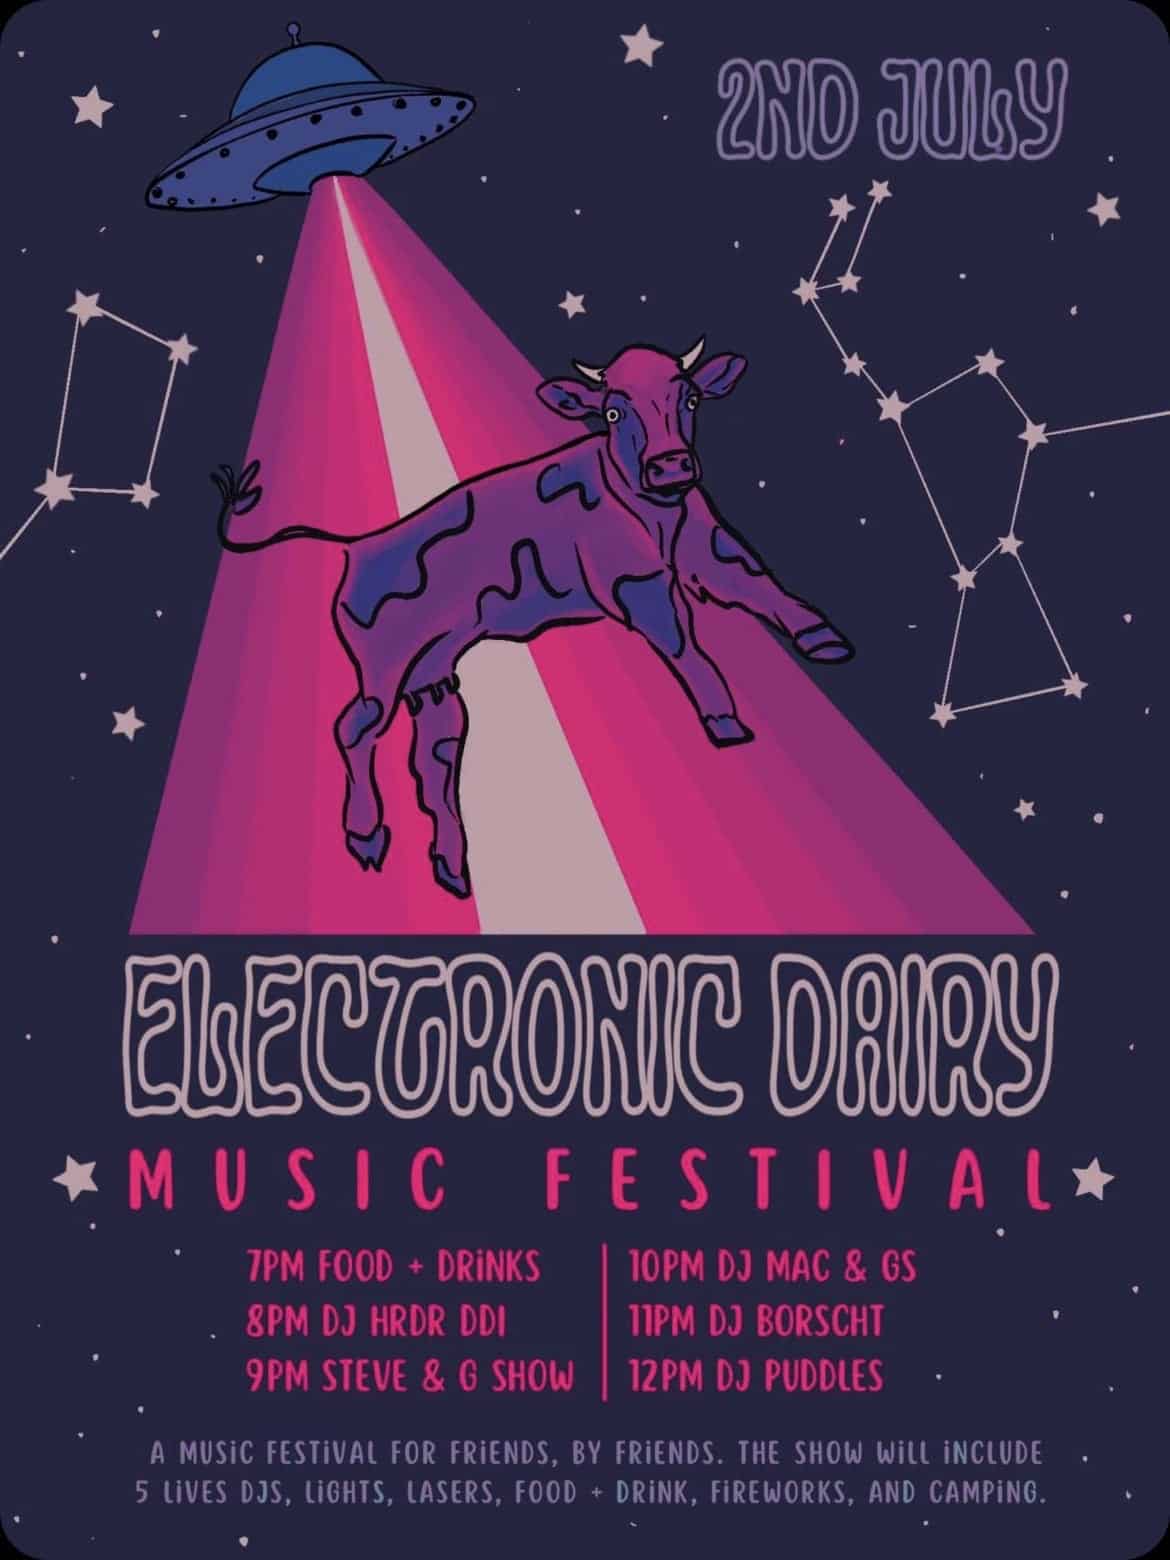 2ND JULY
ELECTRONIC DAIRY
MUSIC FESTIVAL
7PM FOOD + DRiNKS
8PM DJ HRDR DDI
9PM STEVE & G SHOW
10PM DJ MAC & GS
11PM DJ BORSCHT
12PM DJ PUDDLES
A MUSiC FESTiVAL FOR FRiENDS, BY FRiENDS. THE SHOW WiLL iNCLUDE
5 LiVES DJS, LiGHTS, LASERS, FOOD + DRiNK, FiREWORKS, AND CAMPiNG.